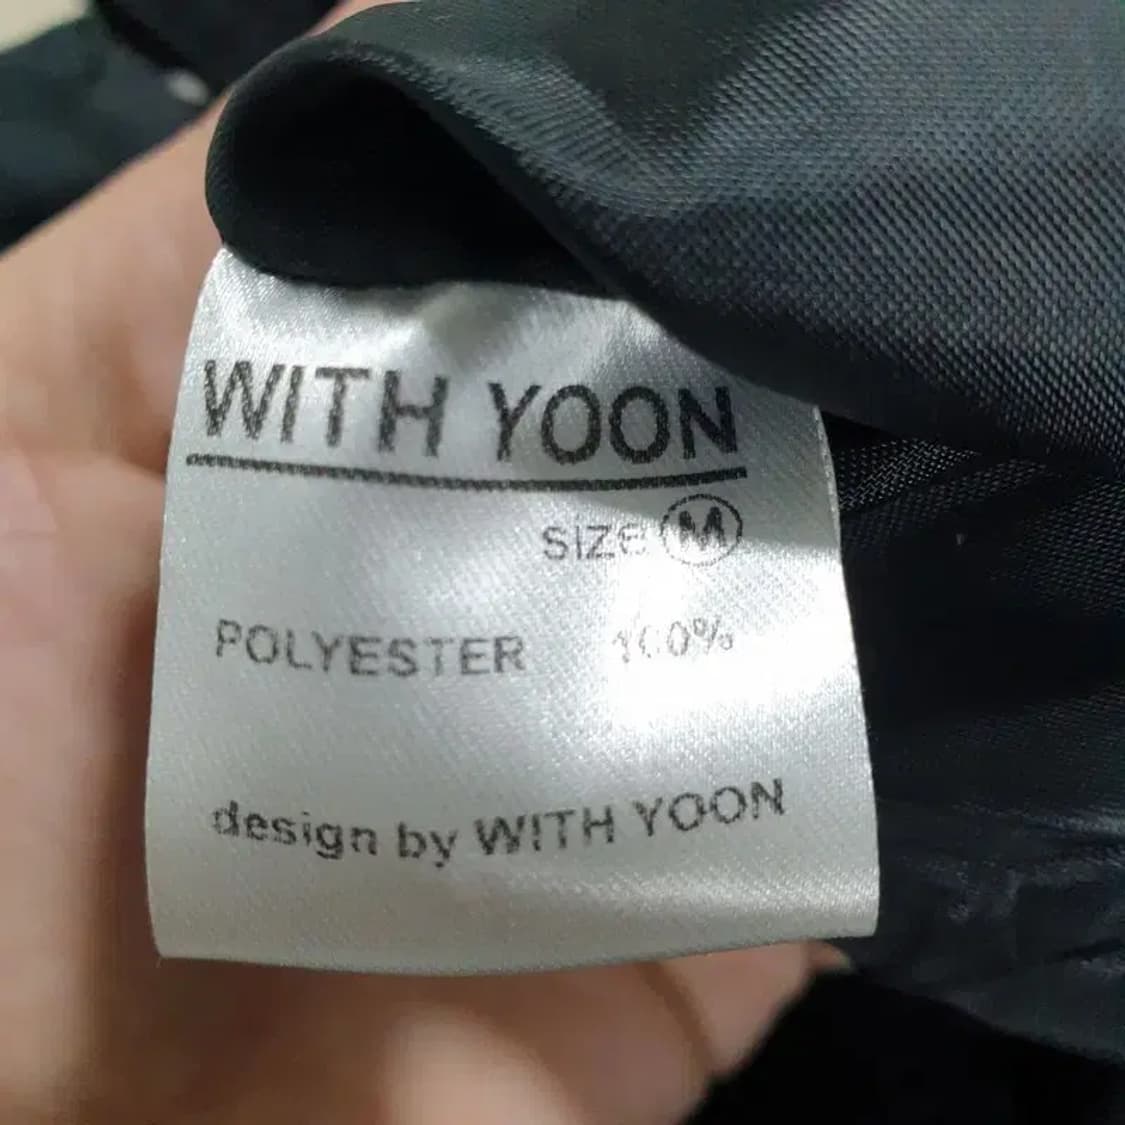 WITH YOON
SIZE Ⓜ
POLYESTER 100%
design by WITH YOON